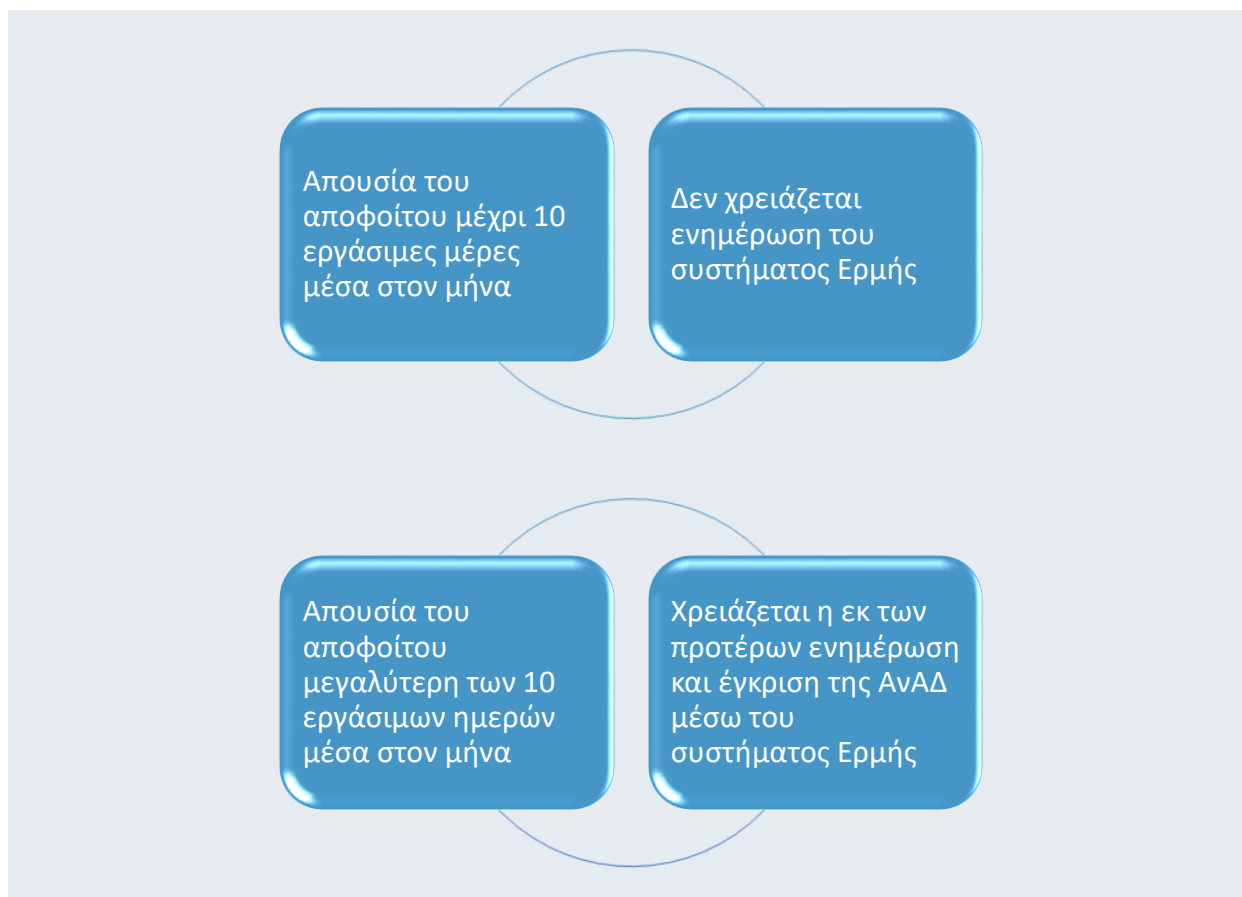 Απουσία του
αποφοίτου μέχρι 10
εργάσιμες μέρες
μέσα στον μήνα
Δεν χρειάζεται
ενημέρωση του
συστήματος Ερμής
Απουσία του
αποφοίτου
μεγαλύτερη των 10
εργάσιμων ημερών
μέσα στον μήνα
Χρειάζεται η εκ των
προτέρων ενημέρωση
και έγκριση της ΑνΑΔ
μέσω του
συστήματος Ερμής